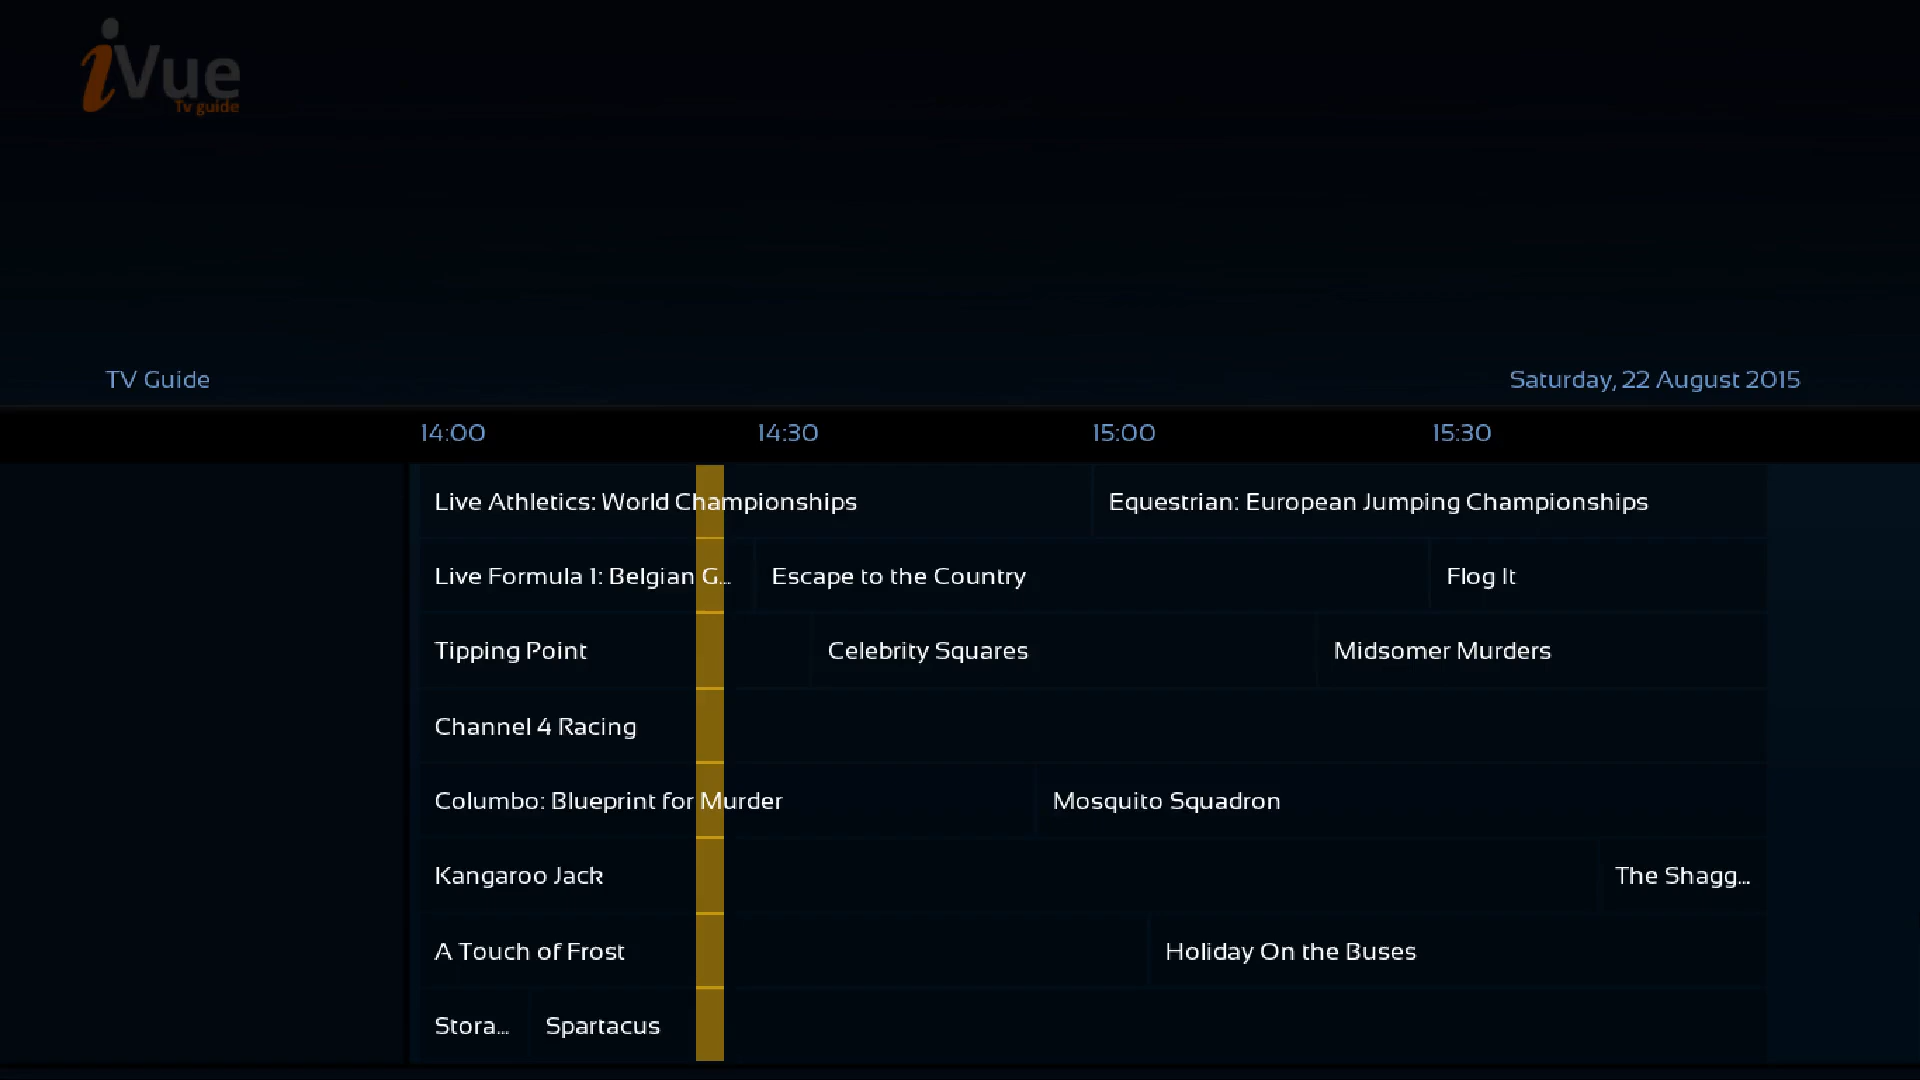 iVue
Tv guide
TV Guide
Saturday, 22 August 2015
14:00 14:30 15:00 15:30
Live Athletics: World Championships Equestrian: European Jumping Championships
Live Formula 1: Belgian G... Escape to the Country Flog It
Tipping Point Celebrity Squares Midsomer Murders
Channel 4 Racing
Columbo: Blueprint for Murder Mosquito Squadron
Kangaroo Jack The Shagg...
A Touch of Frost Holiday On the Buses
Stora... Spartacus